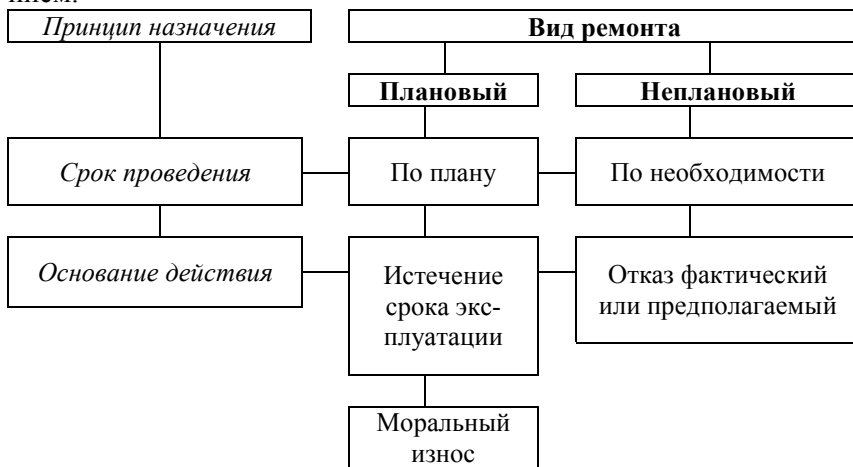 нием.
Принцип назначения
Вид ремонта
Плановый
Неплановый
Срок проведения
По плану
По необходимости
Основание действия
Истечение
срока экс-
плуатации
Отказ фактический
или предполагаемый
Моральный
износ